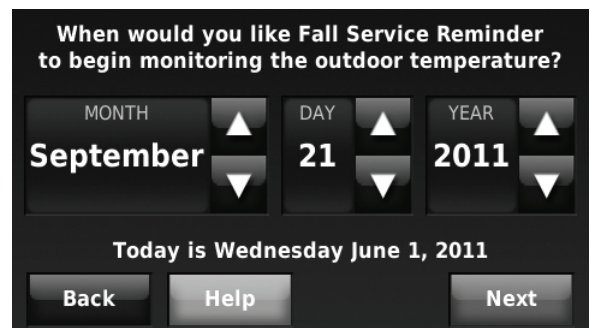 When would you like Fall Service Reminder
to begin monitoring the outdoor temperature?
MONTH DAY YEAR
September 21 2011
Today is Wednesday June 1, 2011
Back Help Next